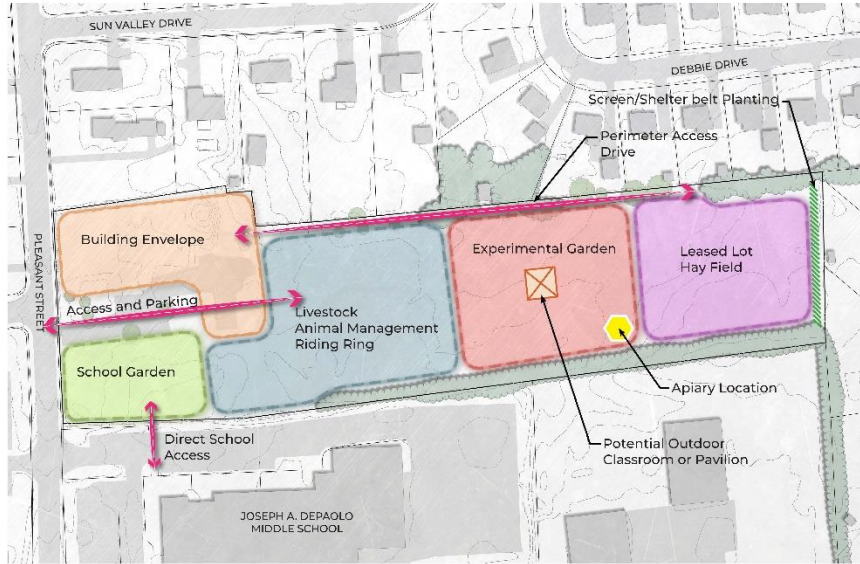 SUN VALLEY DRIVE
DEBBIE DRIVE
Screen/Shelter belt Planting
Perimeter Access
Drive
PLEASANT STREET
Building Envelope
Experimental Garden
Leased Lot
Hay Field
Access and Parking
Livestock
Animal Management
Riding Ring
School Garden
Apiary Location
Direct School
Access
Potential Outdoor
Classroom or Pavilion
JOSEPH A. DEPAOLO
MIDDLE SCHOOL